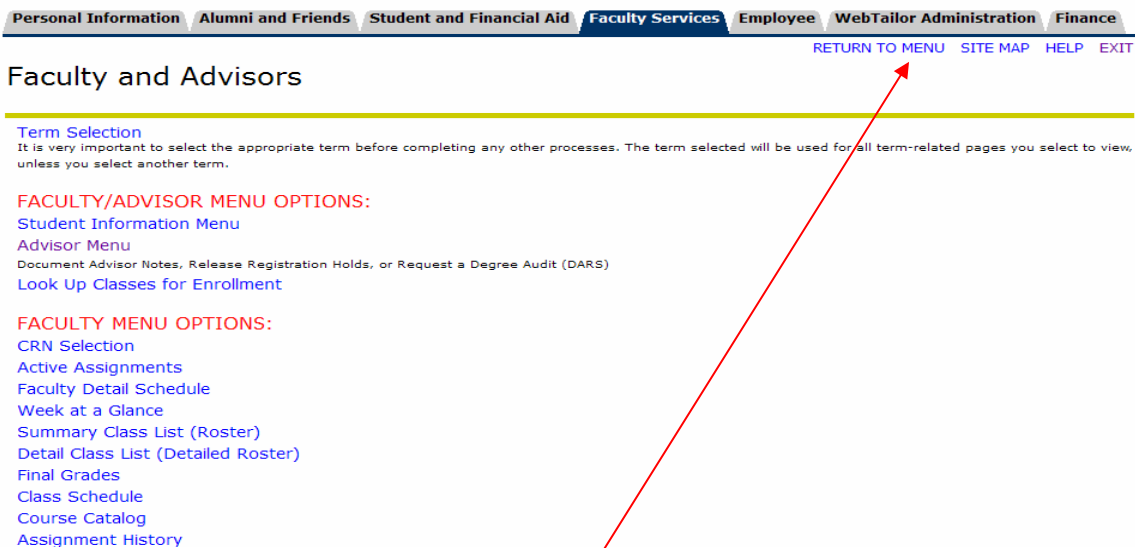 Personal Information Alumni and Friends Student and Financial Aid Faculty Services Employee WebTailor Administration Finance
RETURN TO MENU SITE MAP HELP EXIT
Faculty and Advisors
Term Selection
It is very important to select the appropriate term before completing any other processes. The term selected will be used for all term-related pages you select to view,
unless you select another term.
FACULTY/ADVISOR MENU OPTIONS:
Student Information Menu
Advisor Menu
Document Advisor Notes, Release Registration Holds, or Request a Degree Audit (DARS)
Look Up Classes for Enrollment
FACULTY MENU OPTIONS:
CRN Selection
Active Assignments
Faculty Detail Schedule
Week at a Glance
Summary Class List (Roster)
Detail Class List (Detailed Roster)
Final Grades
Class Schedule
Course Catalog
Assignment History